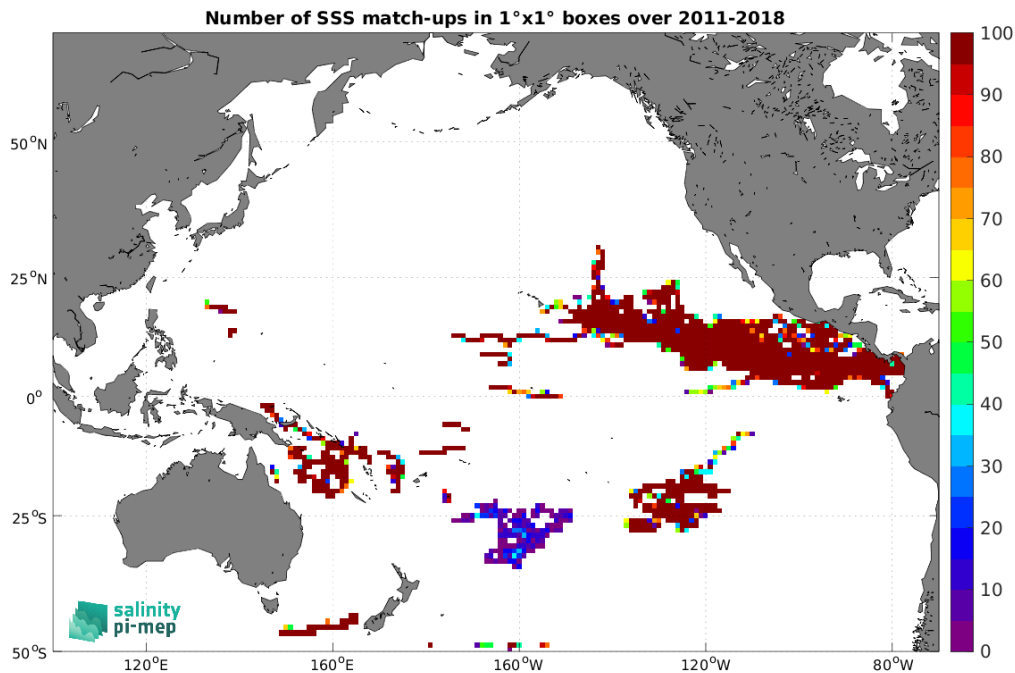 Number of SSS match-ups in 1°x1° boxes over 2011-2018
100
90
80
70
60
50
40
30
20
10
0
50°N
25°N
0°
25°S
50°S
120°E
160°E
160°W
120°W
80°W
salinity
pi-mep